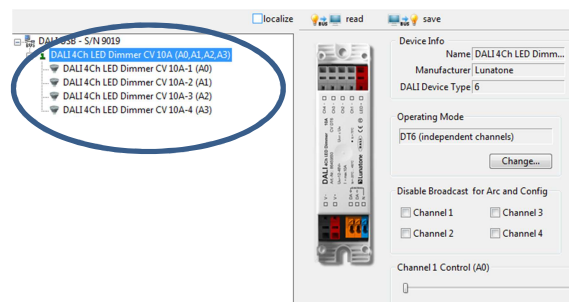 localize
read
save
DALI USB - S/N 9019
DALI 4Ch LED Dimmer CV 10A (A0,A1,A2,A3)
DALI 4Ch LED Dimmer CV 10A-1 (A0)
DALI 4Ch LED Dimmer CV 10A-2 (A1)
DALI 4Ch LED Dimmer CV 10A-3 (A2)
DALI 4Ch LED Dimmer CV 10A-4 (A3)
DALI 4Ch LED Dimmer 10A
Lunatone
Device Info
Name DALI 4Ch LED Dimm...
Manufacturer Lunatone
DALI Device Type 6
Operating Mode
DT6 (independent channels)
Change...
Disable Broadcast for Arc and Config
Channel 1 Channel 3
Channel 2 Channel 4
Channel 1 Control (A0)